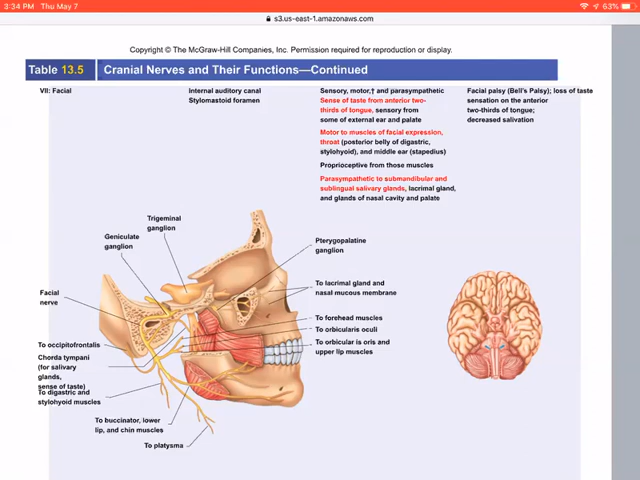 3:34 PM Thu May 7
63%
s3.us-east-1.amazonaws.com
Copyright © The McGraw-Hill Companies, Inc. Permission required for reproduction or display.
Table 13.5 Cranial Nerves and Their Functions—Continued
VII: Facial
Internal auditory canal
Stylomastoid foramen
Sensory, motor,† and parasympathetic
Sense of taste from anterior two-
thirds of tongue, sensory from
some of external ear and palate
Motor to muscles of facial expression,
throat (posterior belly of digastric,
stylohyoid), and middle ear (stapedius)
Proprioceptive from those muscles
Parasympathetic to submandibular and
sublingual salivary glands, lacrimal gland,
and glands of nasal cavity and palate
Facial palsy (Bell's Palsy); loss of taste
sensation on the anterior
two-thirds of tongue;
decreased salivation
Trigeminal
ganglion
Geniculate
ganglion
Pterygopalatine
ganglion
Facial
nerve
To lacrimal gland and
nasal mucous membrane
To forehead muscles
To orbicularis oculi
To orbicular is oris and
upper lip muscles
To occipitofrontalis
Chorda tympani
(for salivary
glands,
sense of taste)
To digastric and
stylohyoid muscles
To buccinator, lower
lip, and chin muscles
To platysma